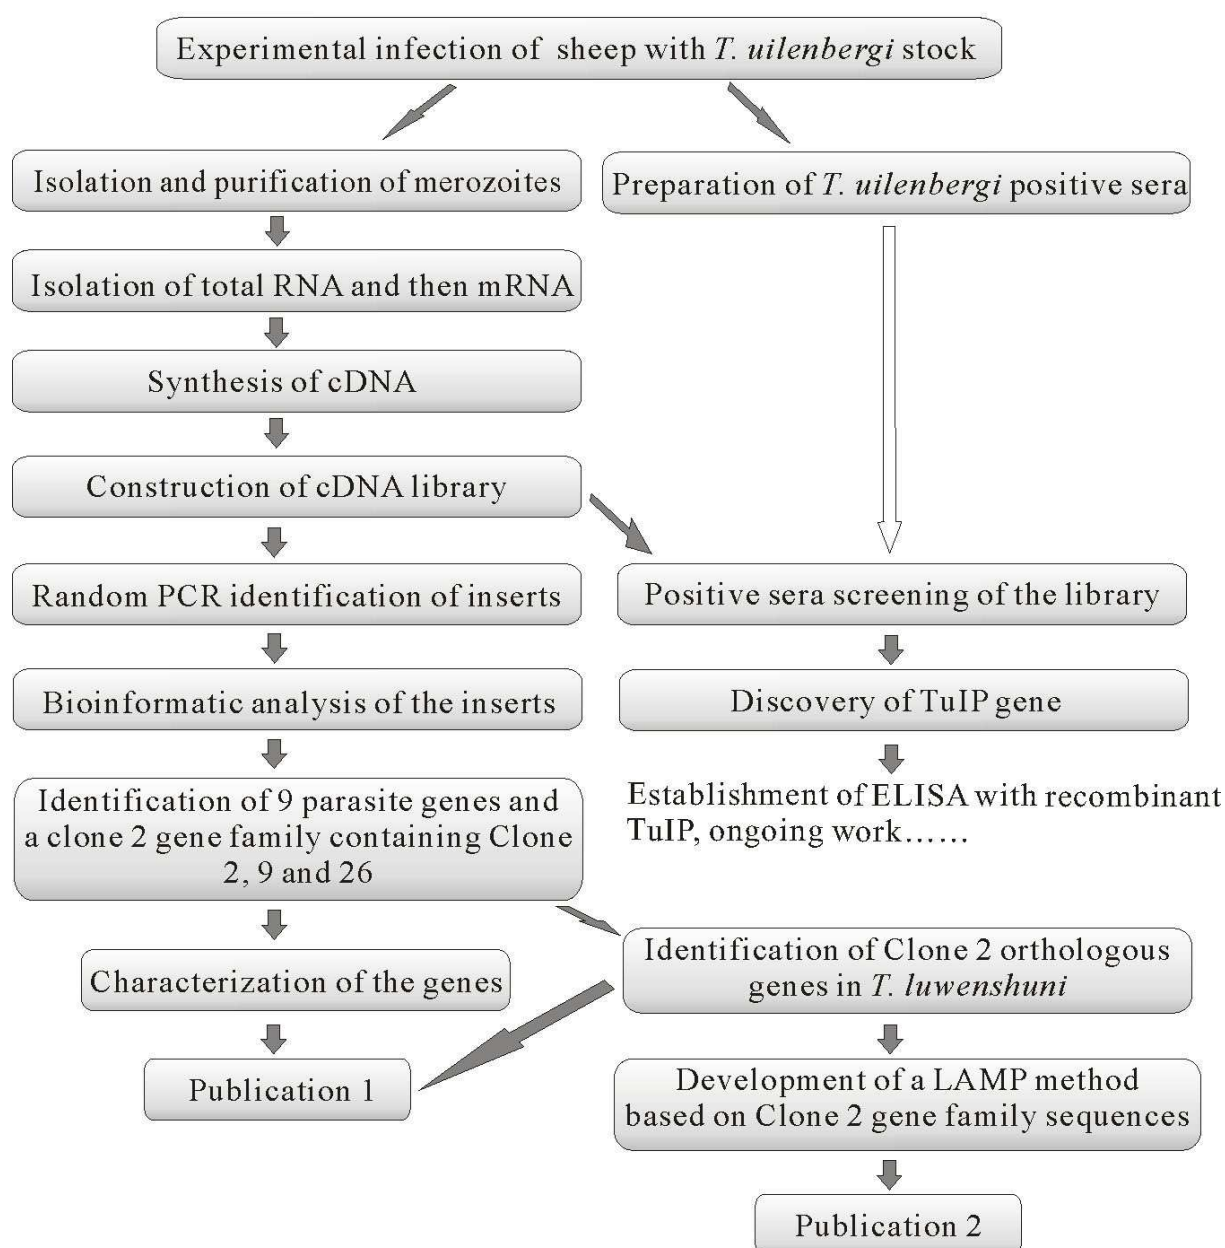 Experimental infection of sheep with T. uilenbergi stock
Isolation and purification of merozoites
Preparation of T. uilenbergi positive sera
Isolation of total RNA and then mRNA
Synthesis of cDNA
Construction of cDNA library
Random PCR identification of inserts
Positive sera screening of the library
Bioinformatic analysis of the inserts
Discovery of TuIP gene
Identification of 9 parasite genes and
a clone 2 gene family containing Clone
2, 9 and 26
Establishment of ELISA with recombinant
TuIP, ongoing work……
Characterization of the genes
Identification of Clone 2 orthologous
genes in T. luwenshuni
Publication 1
Development of a LAMP method
based on Clone 2 gene family sequences
Publication 2